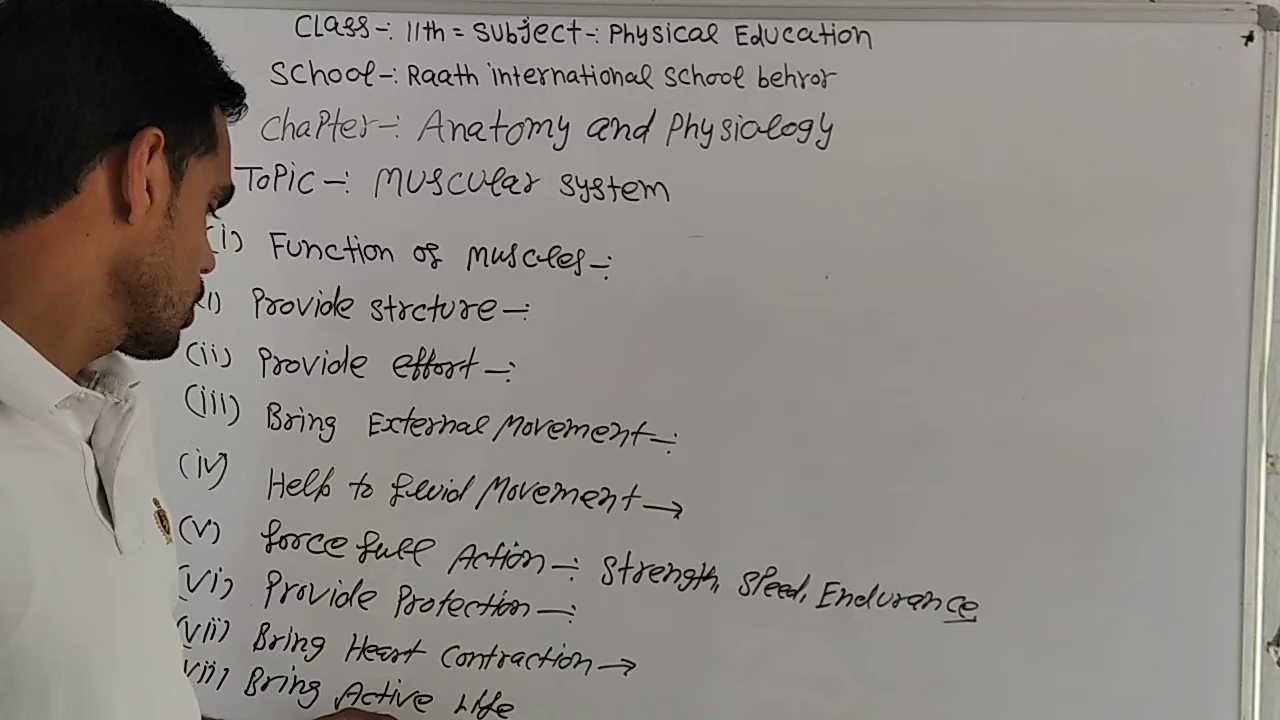 Class-: 11th = Subject-: Physical Education
School-: Raath international School behror
Chapter-: Anatomy and Physiology
Topic-: Muscular System
(i) Function of Muscles-:
(i) Provide strcture-:
(ii) Provide effort-:
(iii) Bring External Movement-:
(iv) Help to fluid Movement→
(v) force full Action-: Strength, Speed, Endurance
(vi) Provide Protection-:
(vii) Bring Heart Contraction→
vii) Bring Active Life